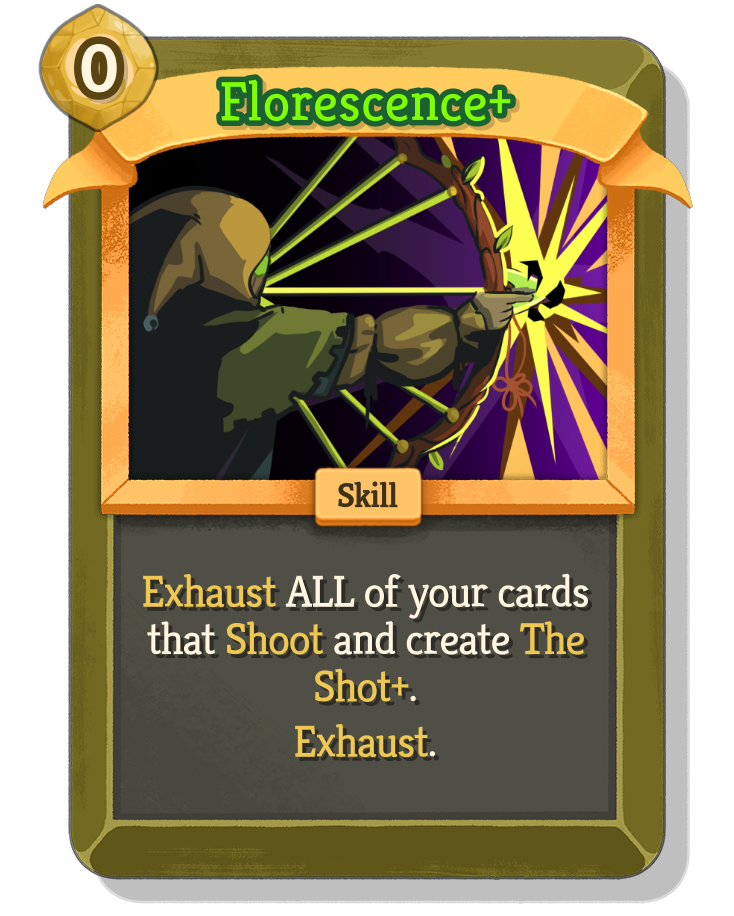 0
Florescence+
Skill
Exhaust ALL of your cards
that Shoot and create The
Shot+.
Exhaust.